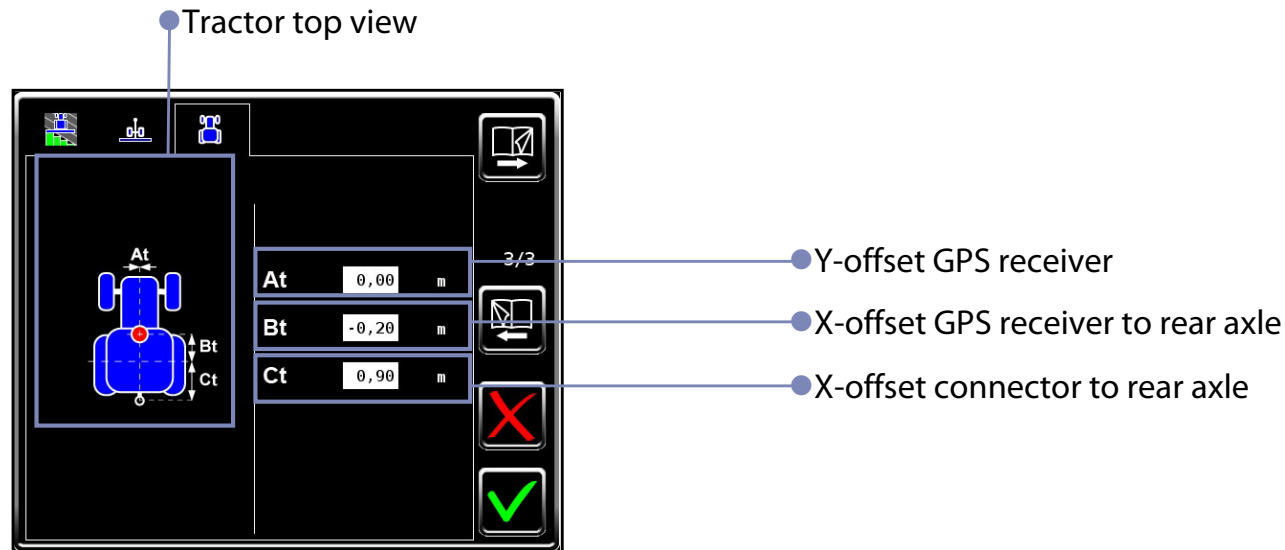 Tractor top view
3/3
At
At 0,00 m
Bt -0,20 m
Ct 0,90 m
Bt
Ct
Y-offset GPS receiver
X-offset GPS receiver to rear axle
X-offset connector to rear axle